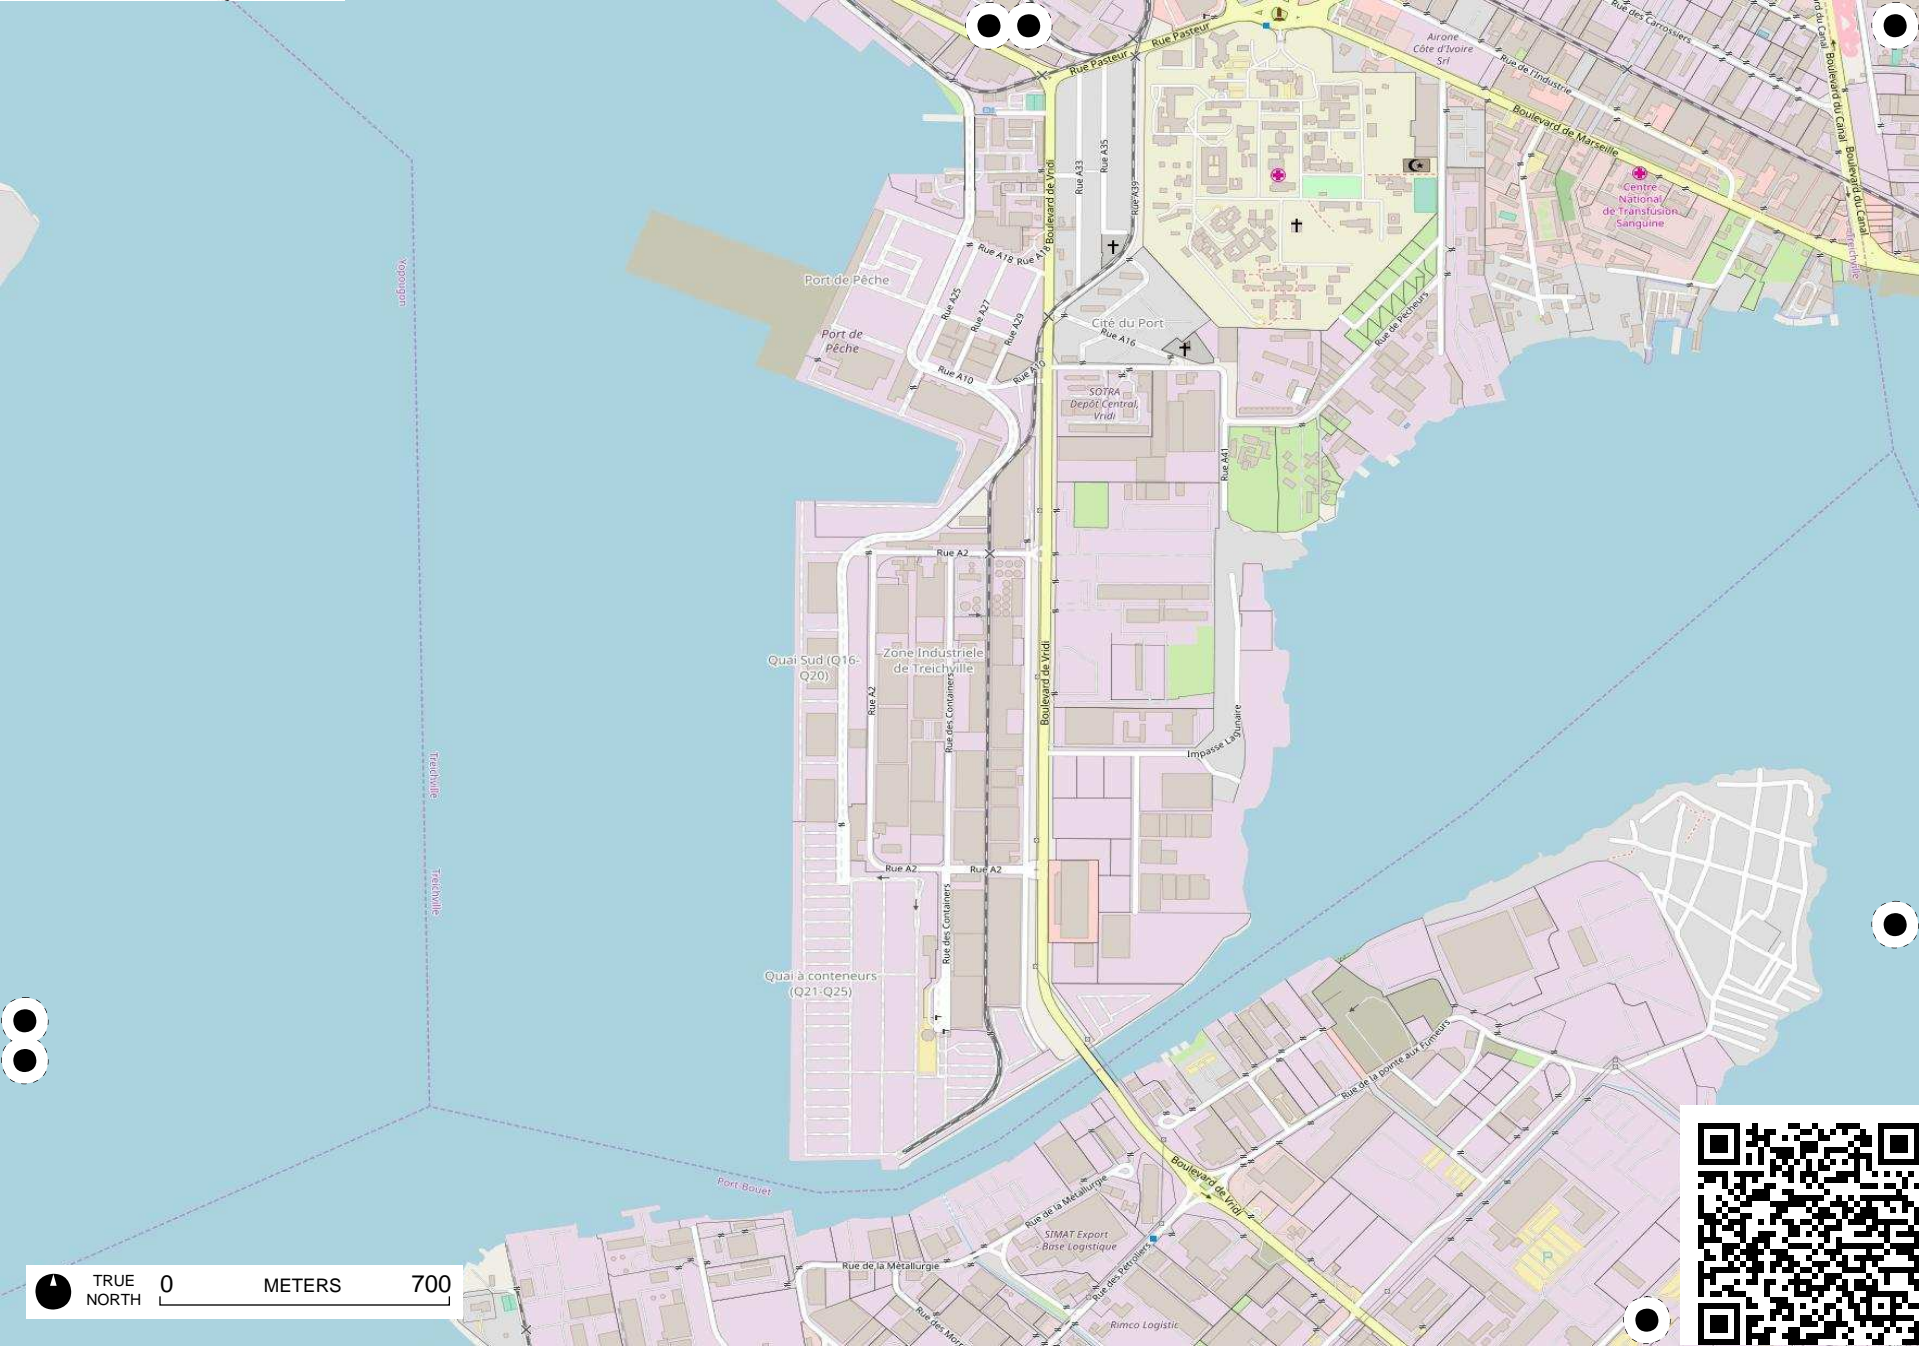 Rue Pasteur
Rue Pasteur
Airone
Côte d'Ivoire
Srl
Rue des Carrossiers
Rue de l'Industrie
Boulevard de Marseille
Boulevard du Canal
Boulevard du Canal
Centre
National
de Transfusion
Sanguine
Treichville
Rue A33
Rue A35
Rue A39
Boulevard de Vridi
Yopougon
Port de Pêche
Port de
Pêche
Rue A18
Rue A18
Rue A25
Rue A27
Rue A29
Rue A10
Rue A10
Cité du Port
Rue A16
Rue de Pêcheurs
SOTRA
Depôt Central,
Vridi
Rue A41
Rue A2
Quai Sud (Q16-
Q20)
Zone Industriele
de Treichville
Rue A2
Rue des Containers
Boulevard de Vridi
Impasse Lagunaire
Treichville
Treichville
Rue A2
Rue A2
Rue des Containers
Quai à conteneurs
(Q21-Q25)
Rue de la pointe aux Fumeurs
Port-Bouët
Boulevard de Vridi
Rue de la Métallurgie
SIMAT Export
- Base Logistique
Rue de la Métallurgie
Rue des Pétroliers
Rimco Logistic
P
TRUE
NORTH
0 METERS 700